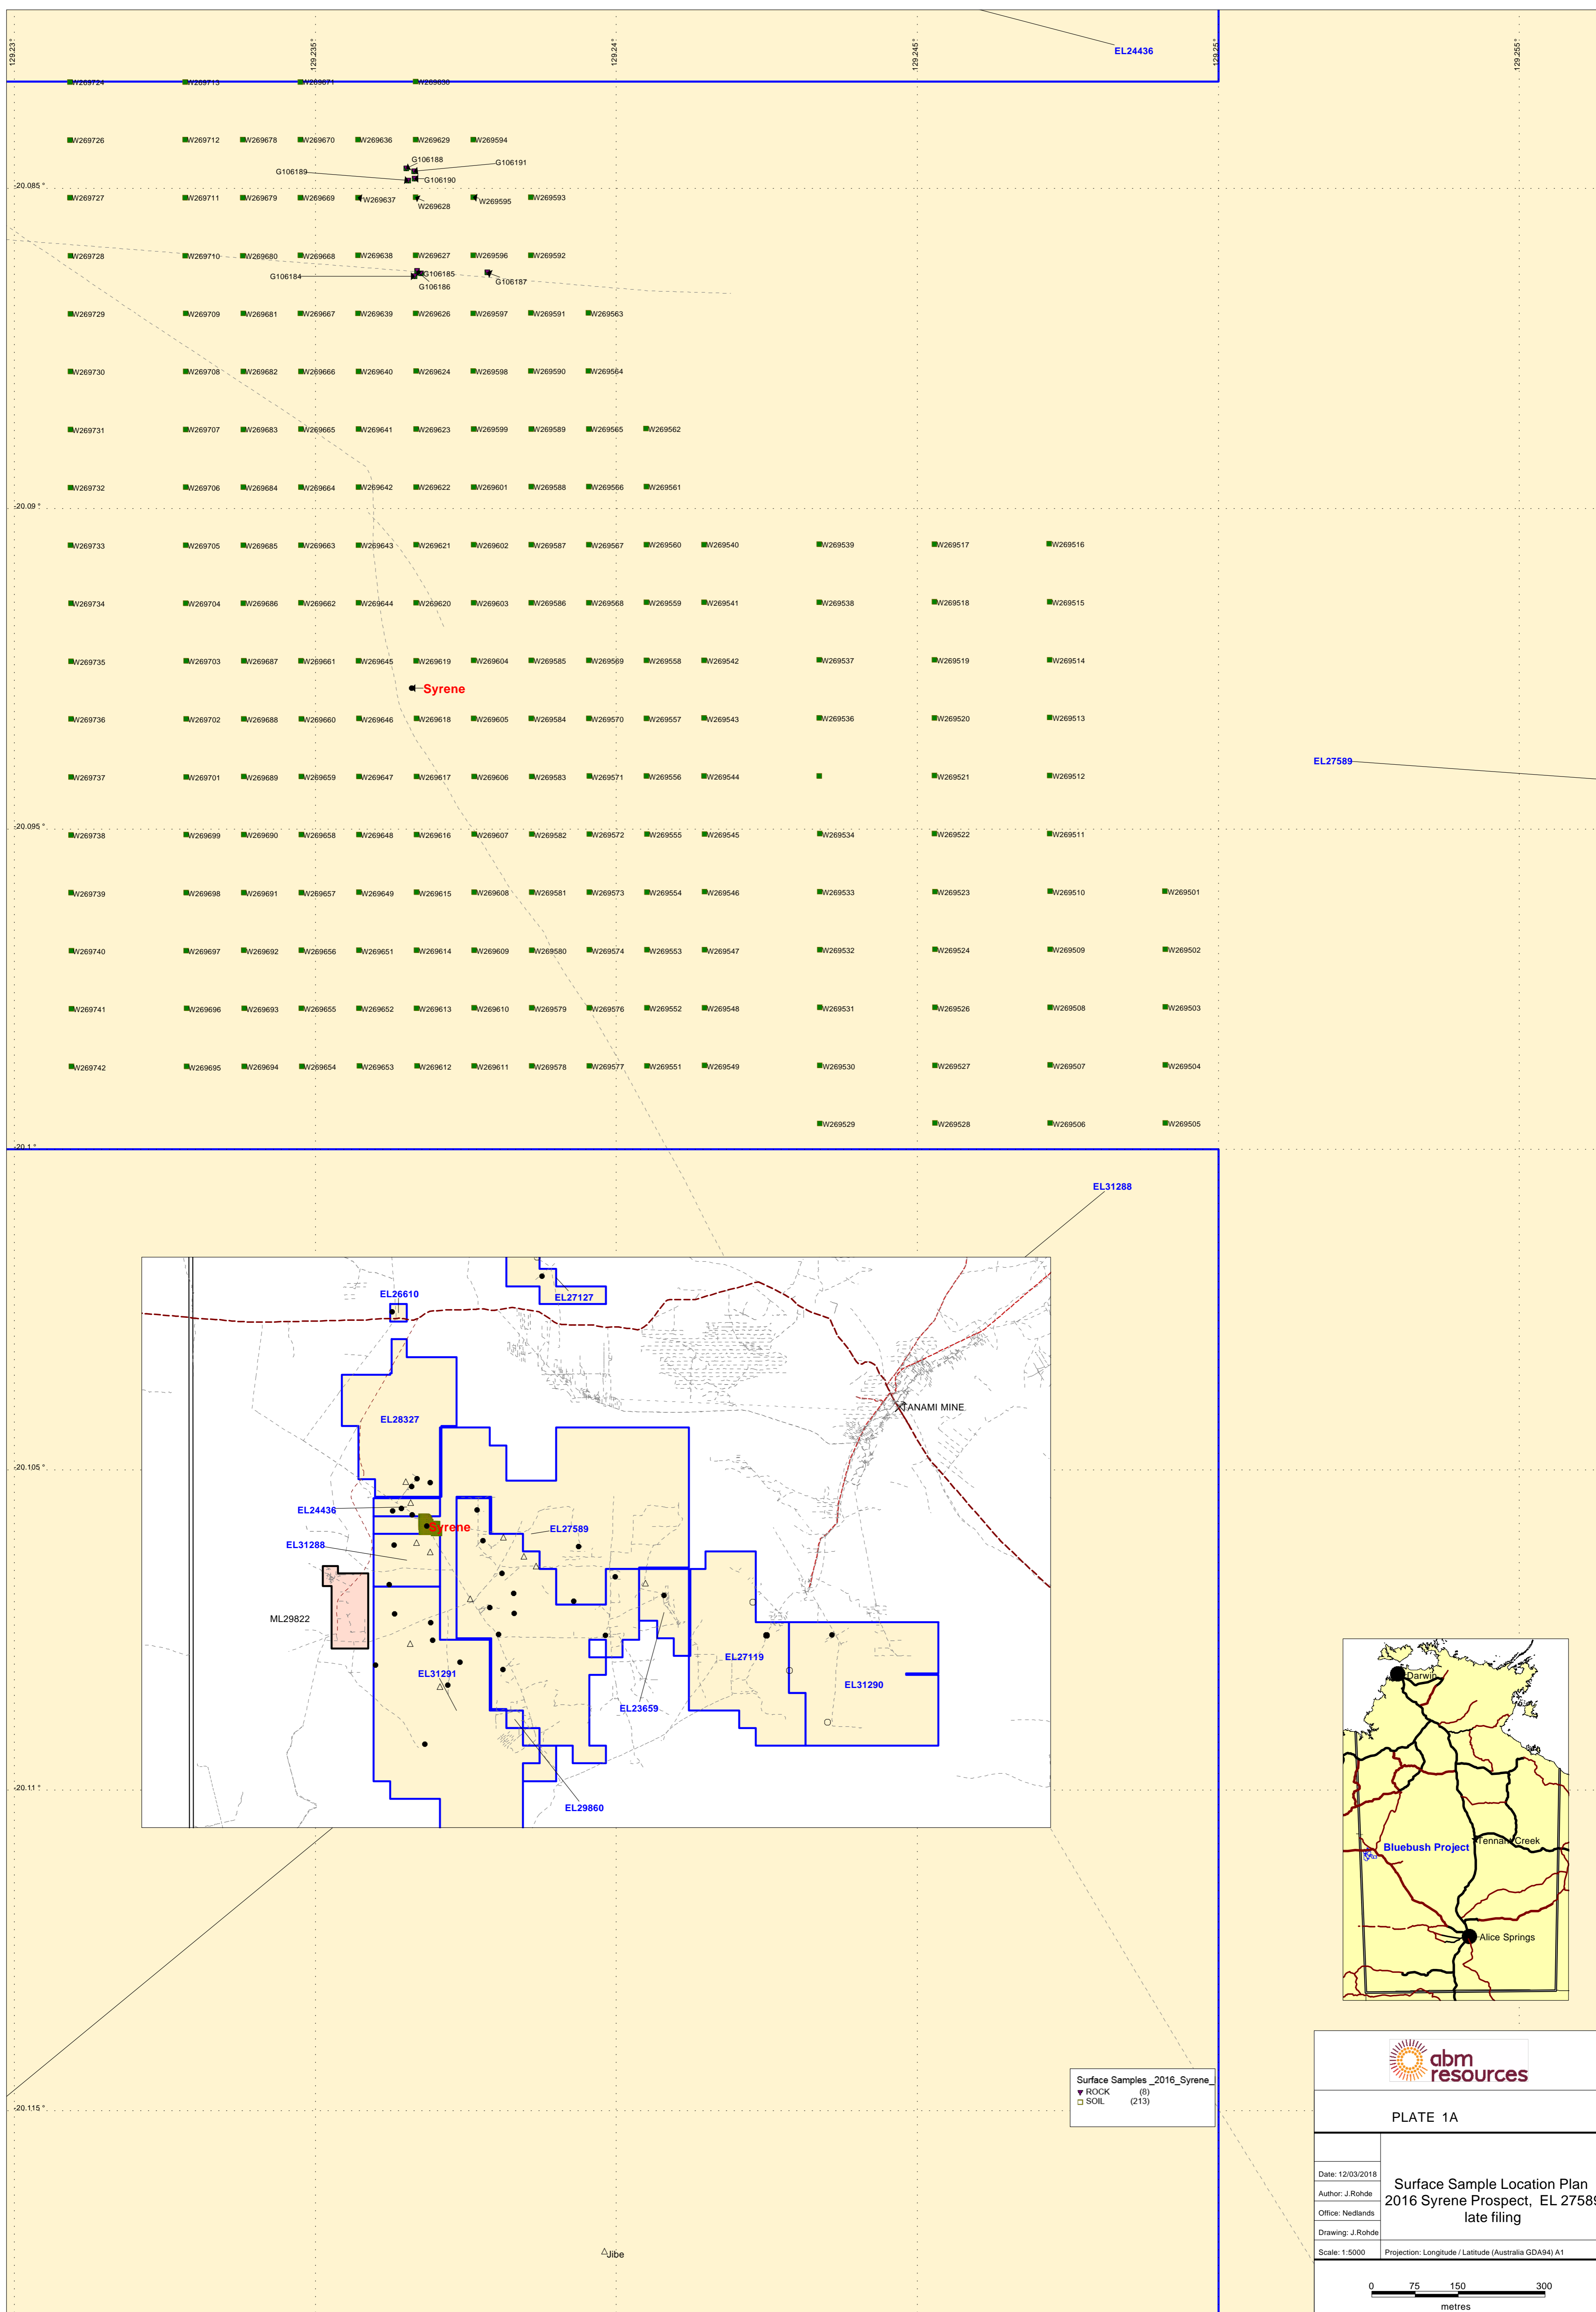 129.23 °
129.235 °
129.24 °
129.245 °
129.25 °
129.255 °
EL24436
W269724 W269713 W269671 W269630
W269726 W269712 W269678 W269670 W269636 W269629 W269594
G106188
G106191
G106189
G106190
-20.085 °
W269727 W269711 W269679 W269669 W269637 W269628 W269595 W269593
W269728 W269710 W269680 W269668 W269638 W269627 W269596 W269592
G106184 G106185
G106186
G106187
W269729 W269709 W269681 W269667 W269639 W269626 W269597 W269591 W269563
W269730 W269708 W269682 W269666 W269640 W269624 W269598 W269590 W269564
W269731 W269707 W269683 W269665 W269641 W269623 W269599 W269589 W269565 W269562
W269732 W269706 W269684 W269664 W269642 W269622 W269601 W269588 W269566 W269561
-20.09 °
W269733 W269705 W269685 W269663 W269643 W269621 W269602 W269587 W269567 W269560 W269540 W269539 W269517 W269516
W269734 W269704 W269686 W269662 W269644 W269620 W269603 W269586 W269568 W269559 W269541 W269538 W269518 W269515
W269735 W269703 W269687 W269661 W269645 W269619 W269604 W269585 W269569 W269558 W269542 W269537 W269519 W269514
Syrene
W269736 W269702 W269688 W269660 W269646 W269618 W269605 W269584 W269570 W269557 W269543 W269536 W269520 W269513
EL27589
W269737 W269701 W269689 W269659 W269647 W269617 W269606 W269583 W269571 W269556 W269544 W269521 W269512
-20.095 °
W269738 W269699 W269690 W269658 W269648 W269616 W269607 W269582 W269572 W269555 W269545 W269534 W269522 W269511
W269739 W269698 W269691 W269657 W269649 W269615 W269608 W269581 W269573 W269554 W269546 W269533 W269523 W269510 W269501
W269740 W269697 W269692 W269656 W269651 W269614 W269609 W269580 W269574 W269553 W269547 W269532 W269524 W269509 W269502
W269741 W269696 W269693 W269655 W269652 W269613 W269610 W269579 W269576 W269552 W269548 W269531 W269526 W269508 W269503
W269742 W269695 W269694 W269654 W269653 W269612 W269611 W269578 W269577 W269551 W269549 W269530 W269527 W269507 W269504
W269529 W269528 W269506 W269505
-20.1 °
EL31288
EL26610
EL27127
TANAMI MINE
EL28327
-20.105 °
EL24436
Syrene
EL27589
EL31288
ML29822
EL27119
EL31291
EL31290
EL23659
EL29860
-20.11 °
Darwin
Tennant Creek
Bluebush Project
Alice Springs
-20.115 °
Surface Samples _2016_Syrene_
ROCK (8)
SOIL (213)
Jibe
abm
resources
PLATE 1A
Date: 12/03/2018
Author: J.Rohde
Office: Nedlands
Drawing: J.Rohde
Scale: 1:5000
Surface Sample Location Plan
2016 Syrene Prospect, EL 27589
late filing
Projection: Longitude / Latitude (Australia GDA94) A1
0 75 150 300
metres